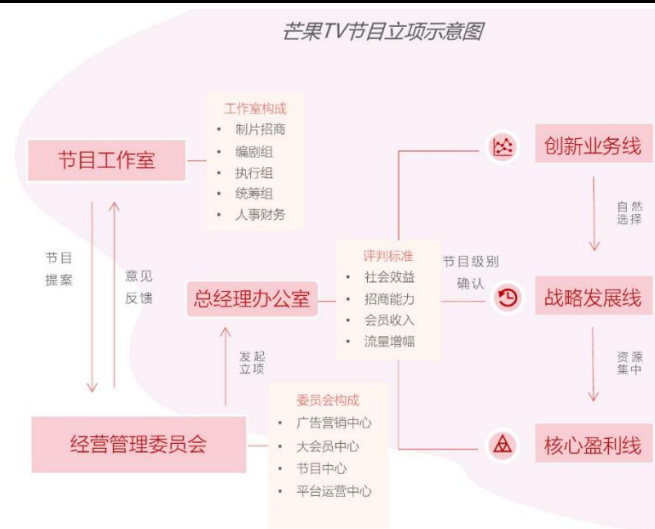 芒果TV节目立项示意图
工作室构成
• 制片招商
• 编剧组
• 执行组
• 统筹组
• 人事财务
节目工作室
节目
提案
意见
反馈
总经理办公室
发起
立项
评判标准
• 社会效益
• 招商能力
• 会员收入
• 流量增幅
节目级别
确认
经营管理委员会
委员会构成
• 广告营销中心
• 大会员中心
• 节目中心
• 平台运营中心
创新业务线
自然
选择
战略发展线
资源
集中
核心盈利线